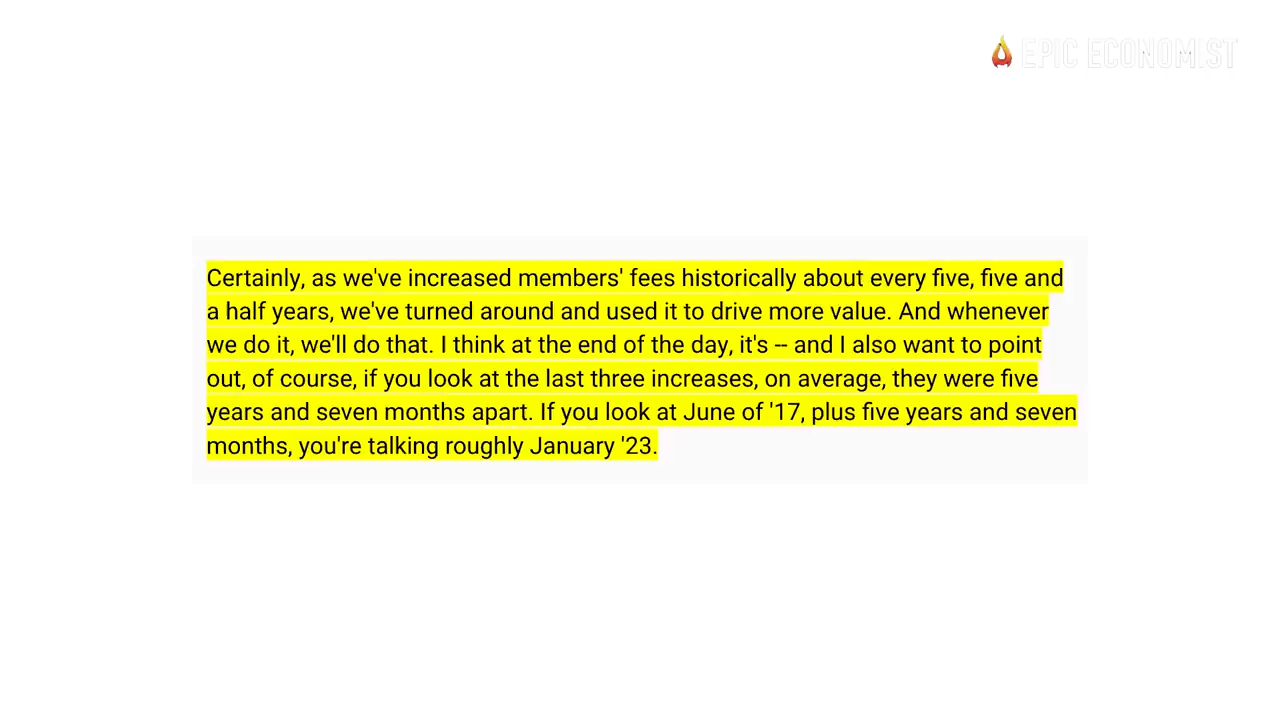 EPIC ECONOMIST
Certainly, as we've increased members' fees historically about every five, five and
a half years, we've turned around and used it to drive more value. And whenever
we do it, we'll do that. I think at the end of the day, it's -- and I also want to point
out, of course, if you look at the last three increases, on average, they were five
years and seven months apart. If you look at June of '17, plus five years and seven
months, you're talking roughly January '23.